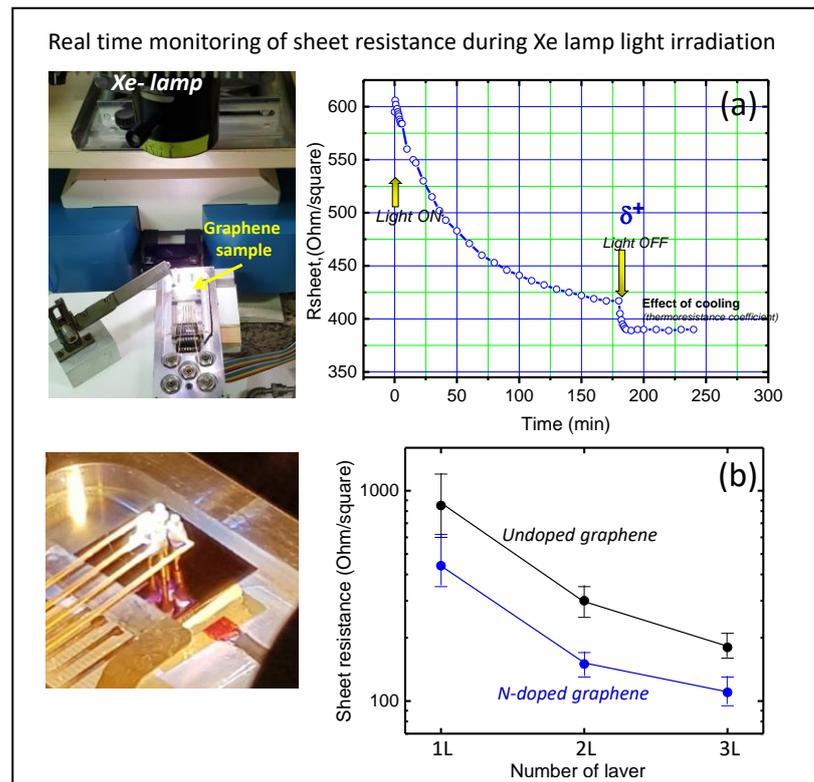 Real time monitoring of sheet resistance during Xe lamp light irradiation
Xe- lamp
Graphene
sample
(a)
Rsheet,(Ohm/square)
600
550
500
450
400
350
Light ON
δ+
Light OFF
Effect of cooling
(thermoresistance coefficient)
0
50
100
150
200
250
300
Time (min)
(b)
Sheet resistance (Ohm/square)
1000
100
Undoped graphene
N-doped graphene
1L
2L
3L
Number of laver